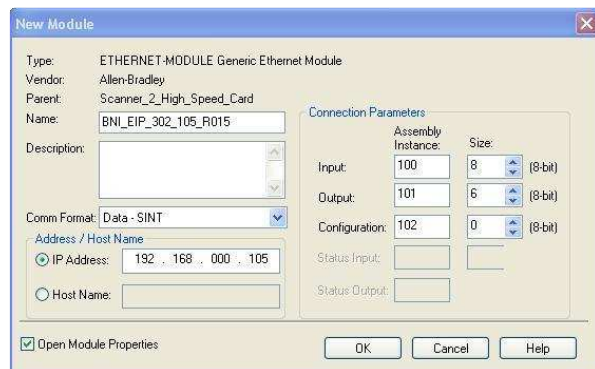 New Module
Type: ETHERNET-MODULE Generic Ethernet Module
Vendor: Allen-Bradley
Parent: Scanner_2_High_Speed_Card
Name: BNI_EIP_302_105_R015
Description:
Comm Format: Data - SINT
Address / Host Name
IP Address: 192 . 168 . 000 . 105
Host Name:
Connection Parameters
Assembly Instance: Size:
Input: 100 8 (8-bit)
Output: 101 6 (8-bit)
Configuration: 102 0 (8-bit)
Status Input:
Status Output:
Open Module Properties
OK Cancel Help